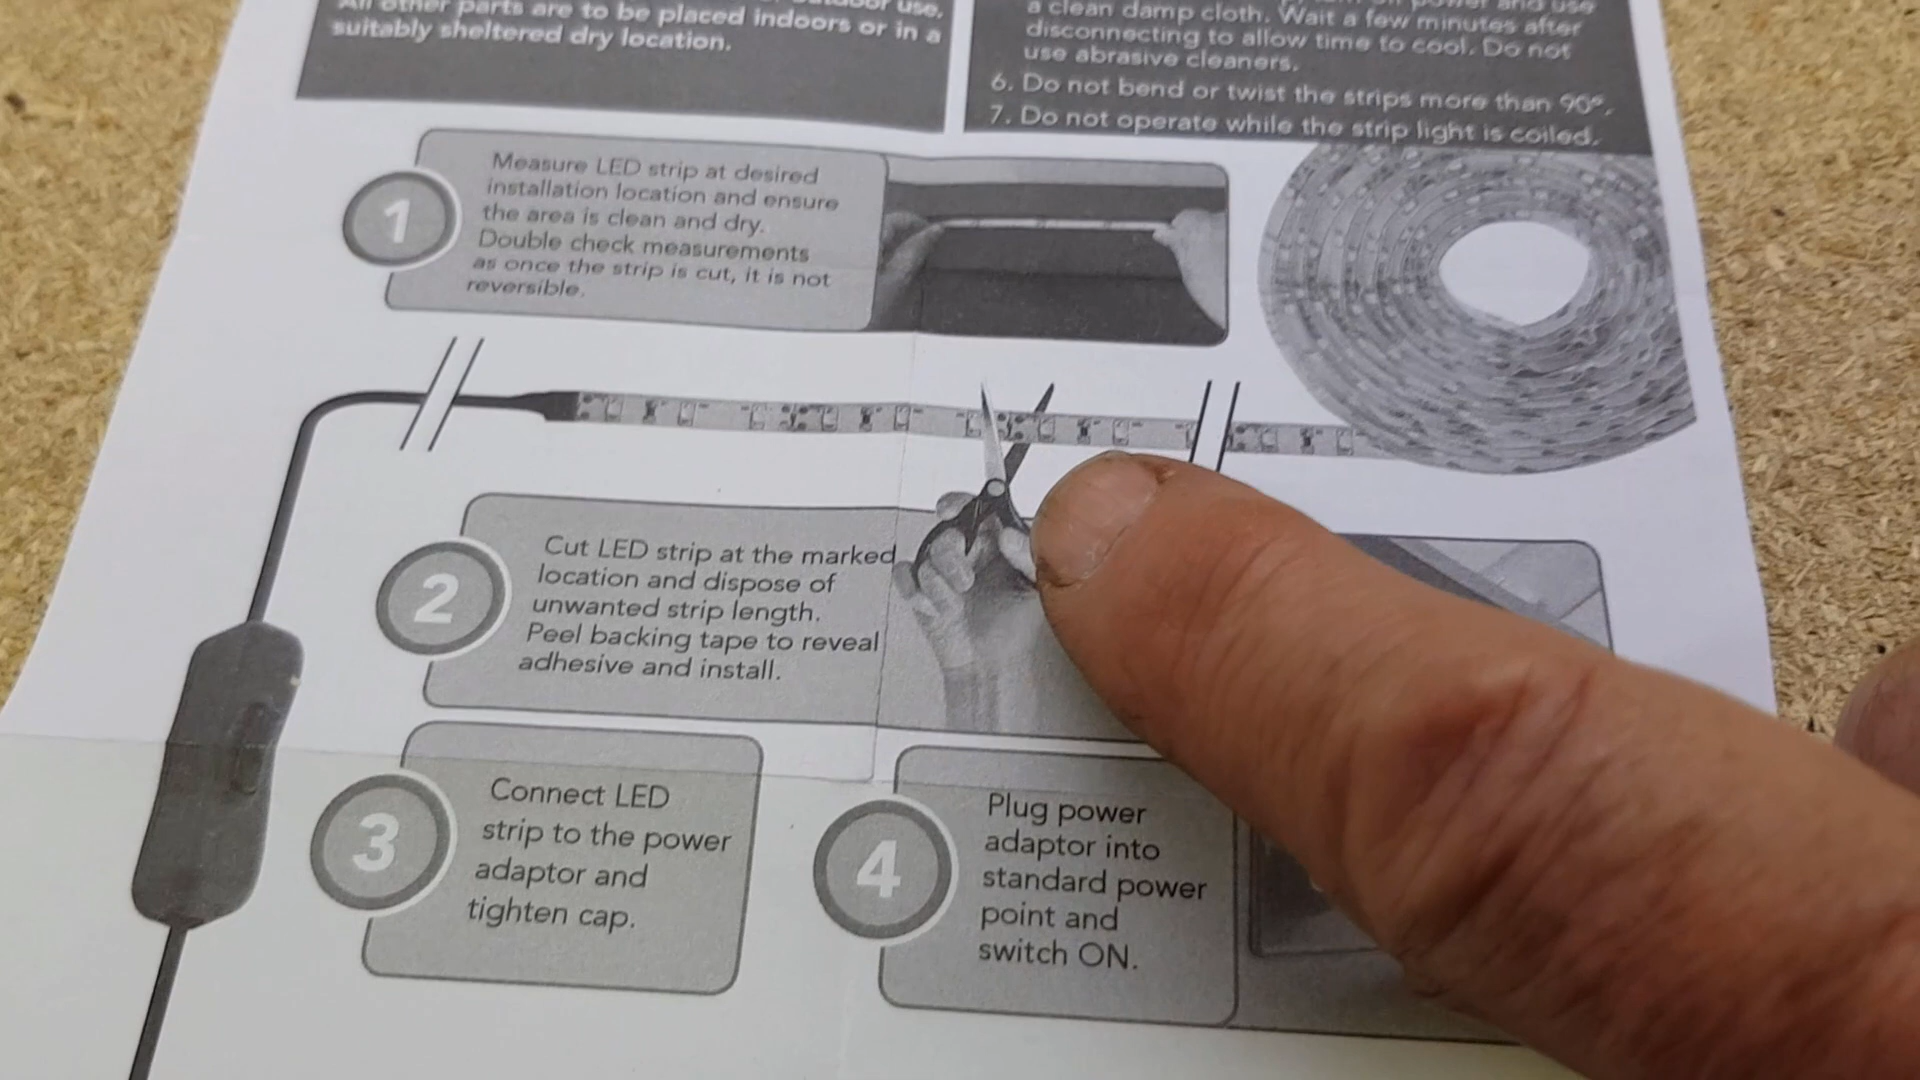 All other parts are to be placed indoors or in a
suitably sheltered dry location.
a clean damp cloth. Wait a few minutes after
disconnecting to allow time to cool. Do not
use abrasive cleaners.
6. Do not bend or twist the strips more than 90°.
7. Do not operate while the strip light is coiled.
1
Measure LED strip at desired
installation location and ensure
the area is clean and dry.
Double check measurements
as once the strip is cut, it is not
reversible.
2
Cut LED strip at the marked
location and dispose of
unwanted strip length.
Peel backing tape to reveal
adhesive and install.
3
Connect LED
strip to the power
adaptor and
tighten cap.
4
Plug power
adaptor into
standard power
point and
switch ON.